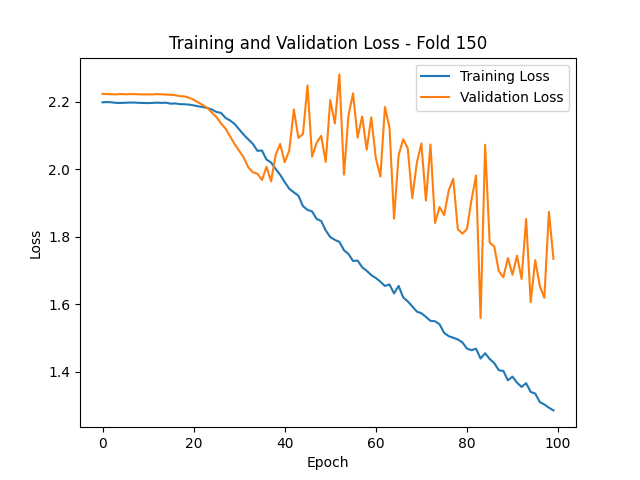 Training and Validation Loss - Fold 150
Training Loss
Validation Loss
Loss
2.2
2.0
1.8
1.6
1.4
0 20 40 60 80 100
Epoch